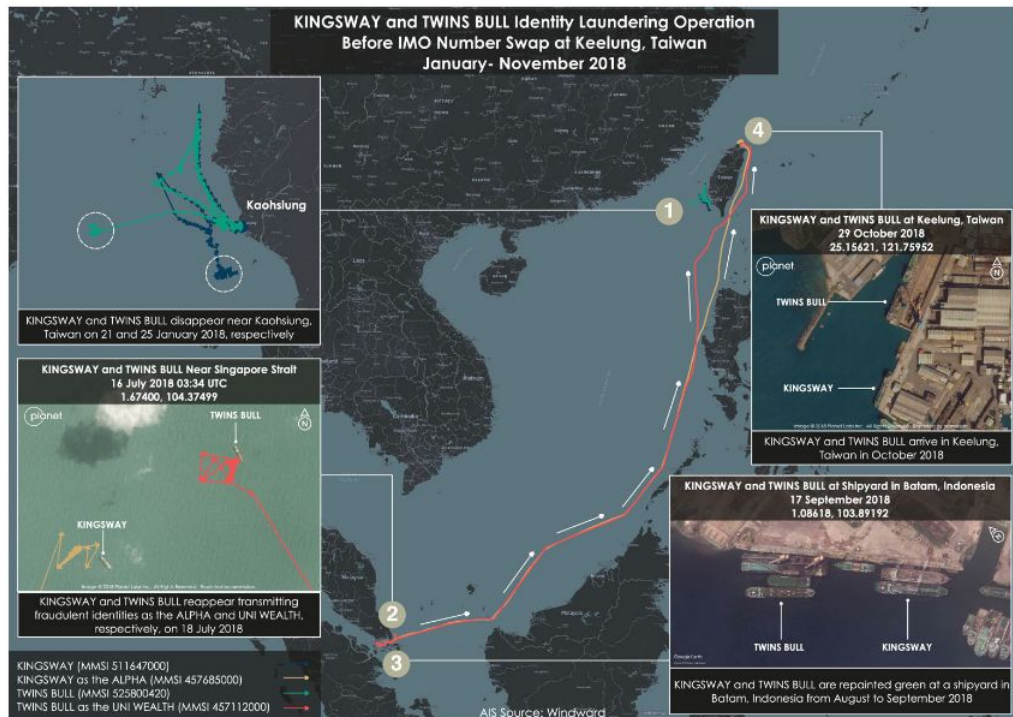 KINGSWAY and TWINS BULL Identity Laundering Operation
Before IMO Number Swap at Keelung, Taiwan
January- November 2018
Kaohsiung
KINGSWAY and TWINS BULL disappear near Kaohsiung,
Taiwan on 21 and 25 January 2018, respectively
1
4
KINGSWAY and TWINS BULL at Keelung, Taiwan
29 October 2018
25.15621, 121.75952
planet.
N
TWINS BULL
KINGSWAY
KINGSWAY and TWINS BULL arrive in Keelung,
Taiwan in October 2018
KINGSWAY and TWINS BULL Near Singapore Strait
16 July 2018 03:34 UTC
1.67400, 104.37499
planet.
N
TWINS BULL
KINGSWAY
KINGSWAY and TWINS BULL reappear transmitting
fraudulent identities as the ALPHA and UNI WEALTH,
respectively, on 18 July 2018
2
3
KINGSWAY and TWINS BULL at Shipyard in Batam, Indonesia
17 September 2018
1.08618, 103.89192
N
TWINS BULL
KINGSWAY
Google Earth
KINGSWAY and TWINS BULL are repainted green at a shipyard in
Batam, Indonesia from August to September 2018
Laos
Vietnam
Cambodia
Malaysia
Malaysia
KINGSWAY (MMSI 511647000)
KINGSWAY as the ALPHA (MMSI 457685000)
TWINS BULL (MMSI 525800420)
TWINS BULL as the UNI WEALTH (MMSI 457112000)
AIS Source: Windward